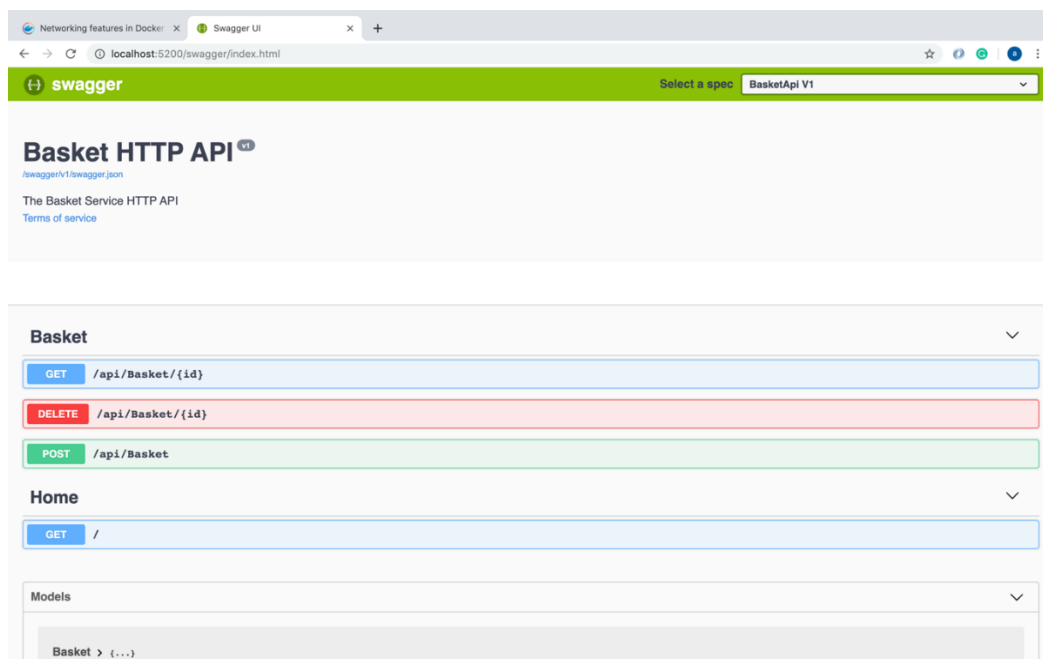 Networking features in Docker
Swagger UI
localhost:5200/swagger/index.html
a
swagger
Select a spec
BasketApi V1
Basket HTTP API v1
/swagger/v1/swagger.json
The Basket Service HTTP API
Terms of service
Basket
GET /api/Basket/{id}
DELETE /api/Basket/{id}
POST /api/Basket
Home
GET /
Models
Basket > {...}